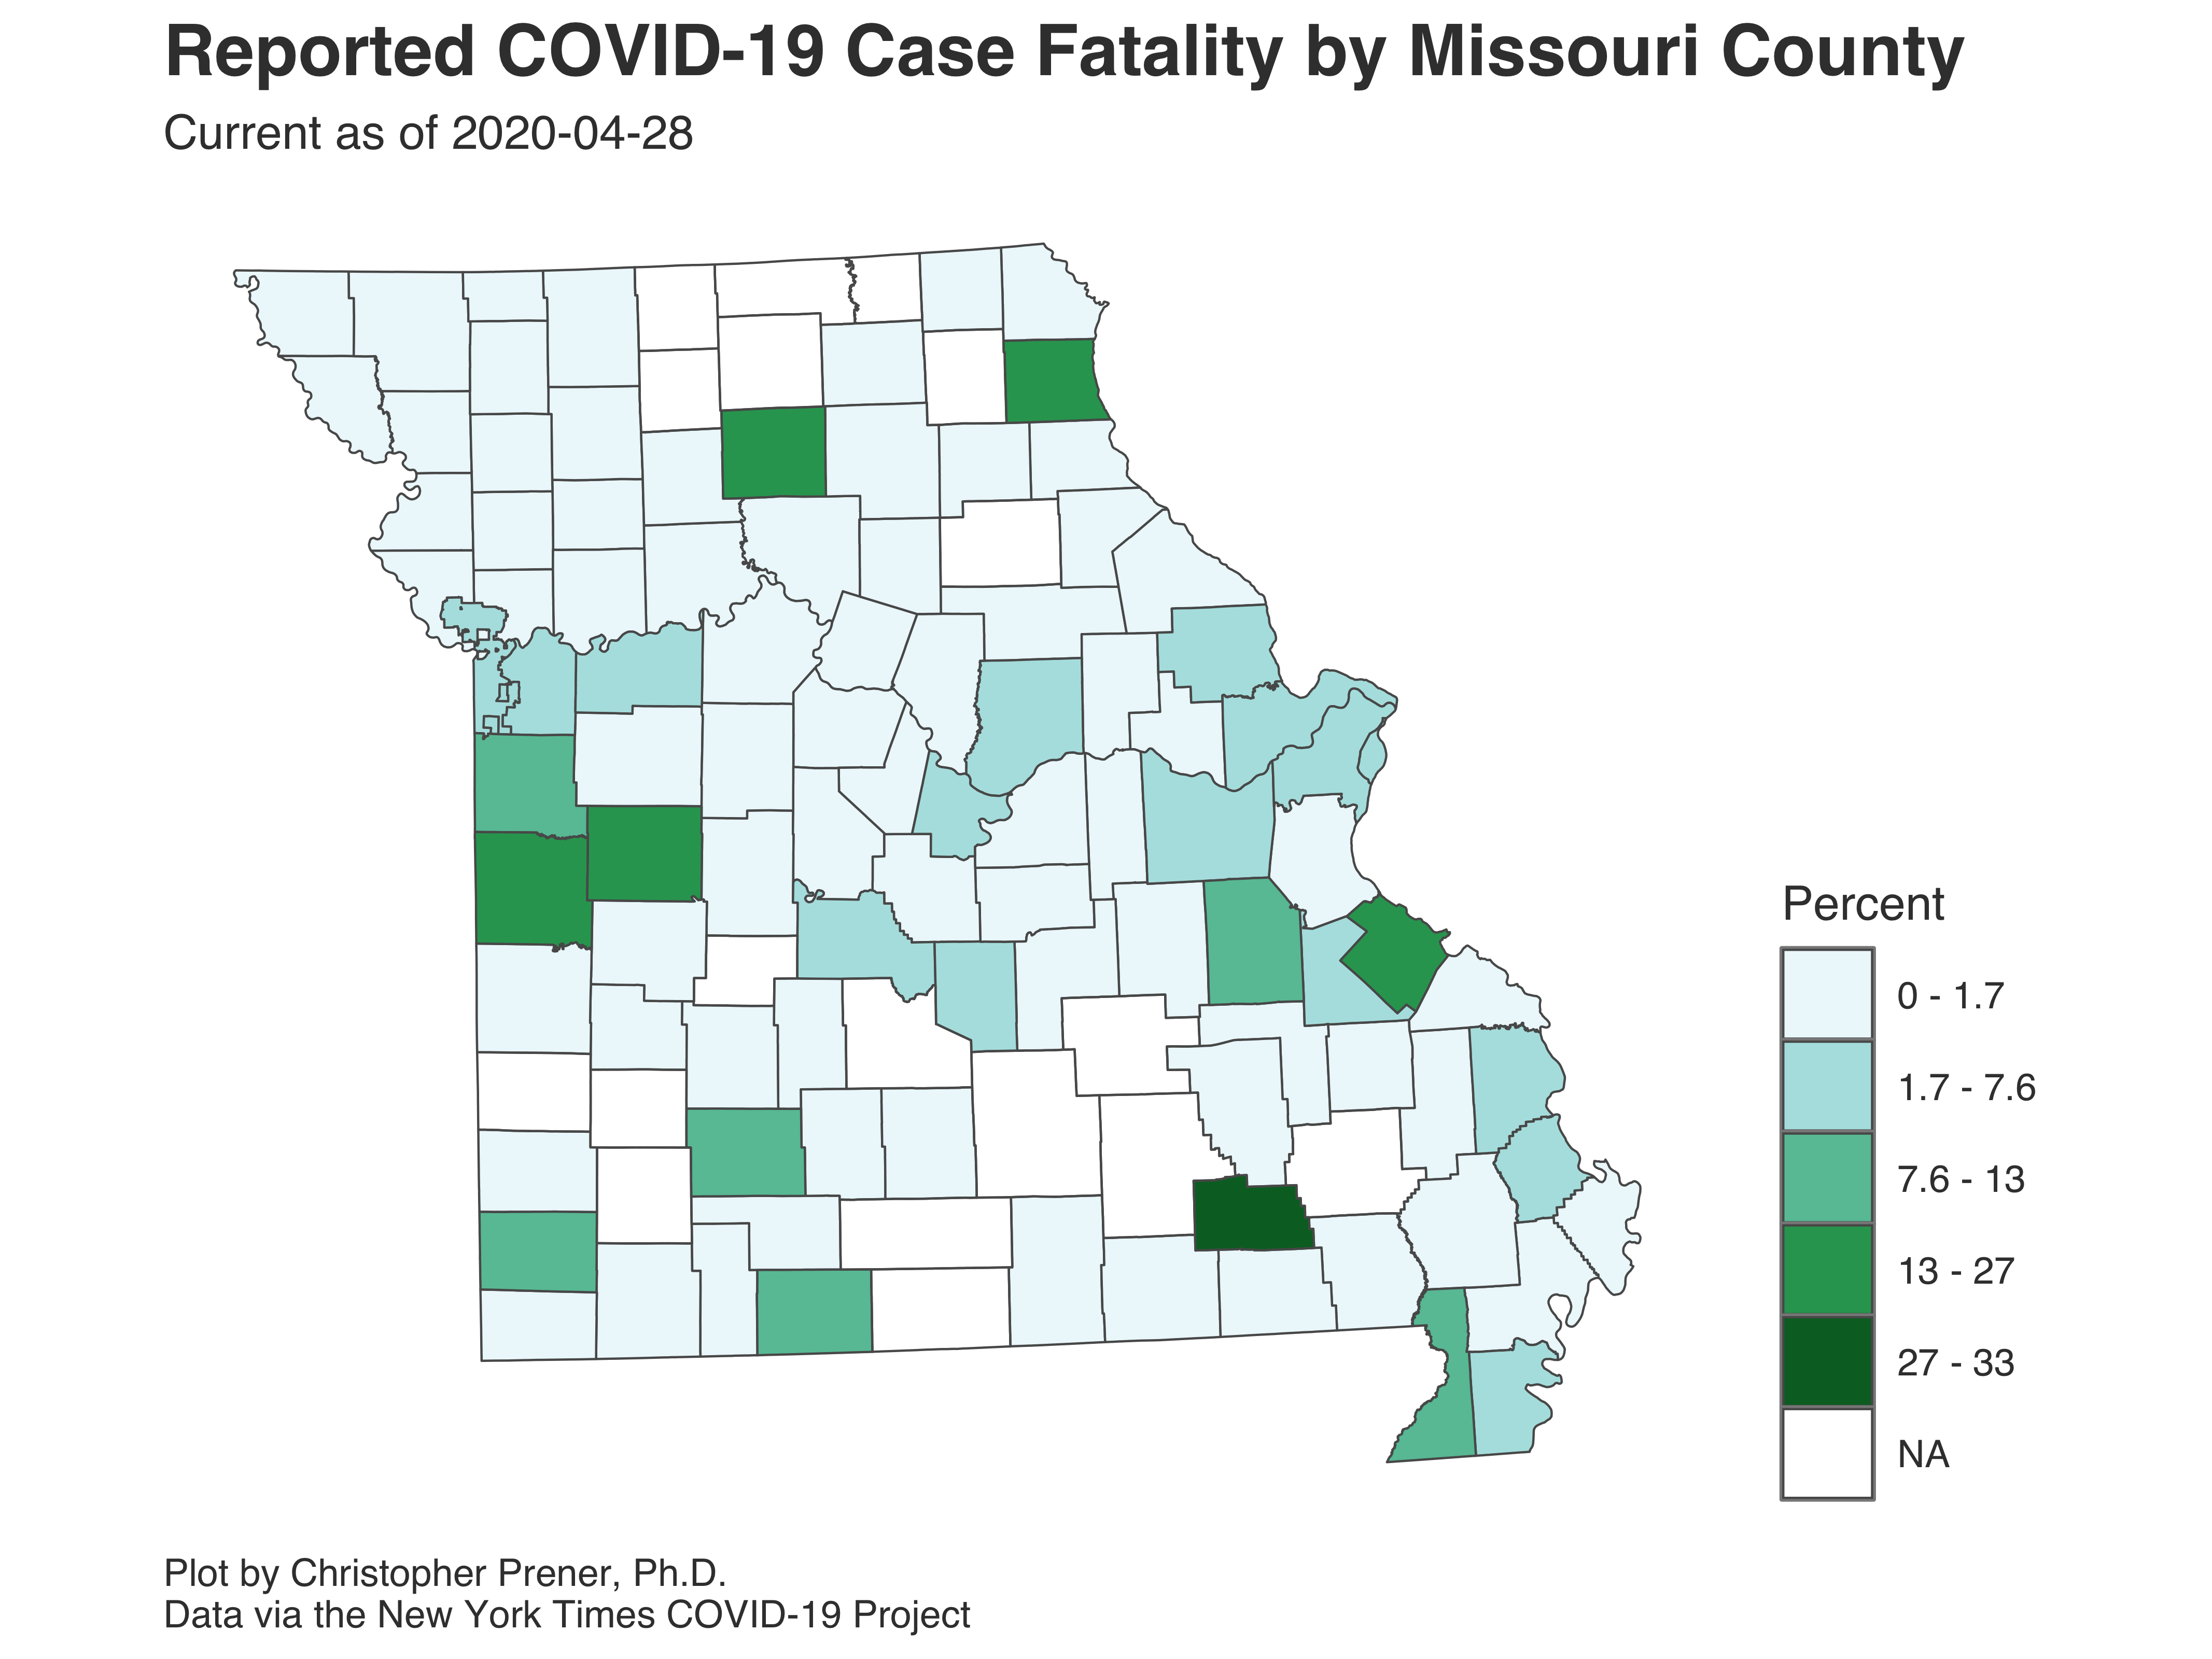 Reported COVID-19 Case Fatality by Missouri County
Current as of 2020-04-28
Percent
0 - 1.7
1.7 - 7.6
7.6 - 13
13 - 27
27 - 33
NA
Plot by Christopher Prener, Ph.D.
Data via the New York Times COVID-19 Project